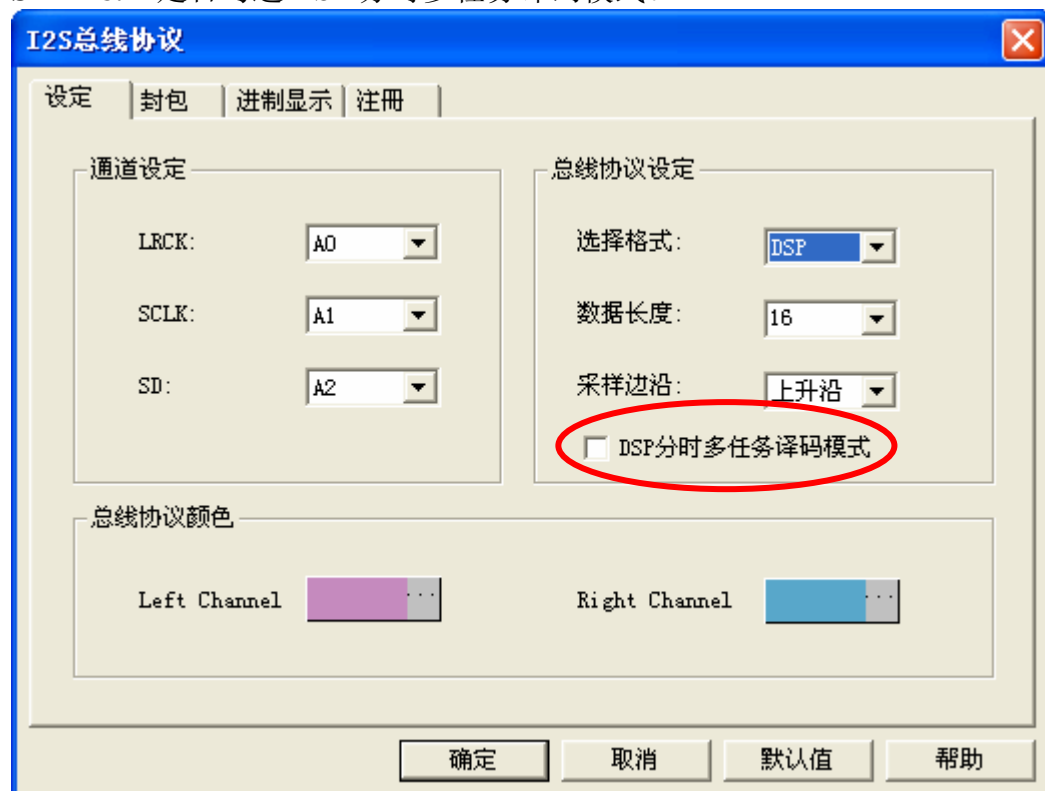 I2S总线协议
设定 封包 进制显示 注册
通道设定
LRCK: A0
SCLK: A1
SD: A2
总线协议设定
选择格式: DSP
数据长度: 16
采样边沿: 上升沿
DSP分时多任务译码模式
总线协议颜色
Left Channel ...
Right Channel ...
确定 取消 默认值 帮助